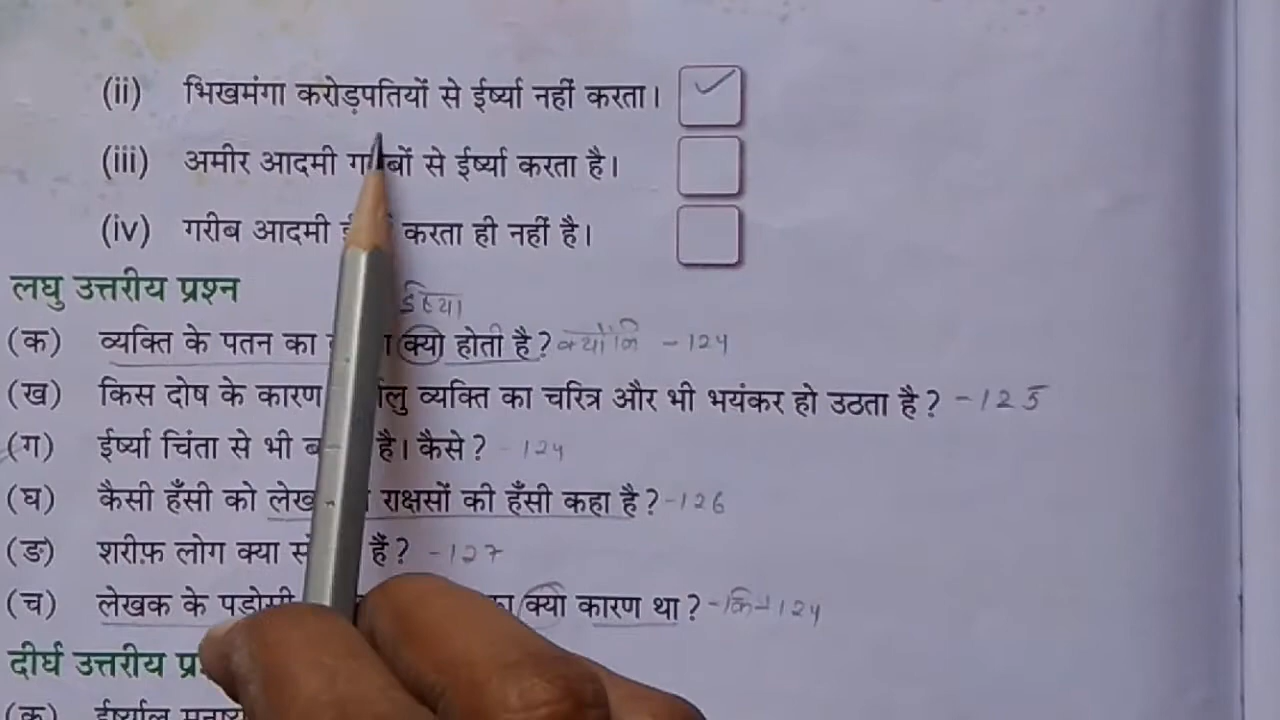 (ii) भिखमंगा करोड़पतियों से ईर्ष्या नहीं करता।
(iii) अमीर आदमी से ईर्ष्या करता है।
(iv) गरीब आदमी करता ही नहीं है।
लघु उत्तरीय प्रश्न
(क) व्यक्ति के पतन का क्यो होती है? - 124
(ख) किस दोष के कारण व्यक्ति का चरित्र और भी भयंकर हो उठता है? - 125
(ग) ईर्ष्या चिंता से भी है। कैसे? - 124
(घ) कैसी हँसी को राक्षसों की हँसी कहा है? - 126
(ङ) शरीफ़ लोग क्या हैं? - 127
(च) लेखक के पड़ोसी क्यो कारण था? 124
दीर्घ उत्तरीय
(क)